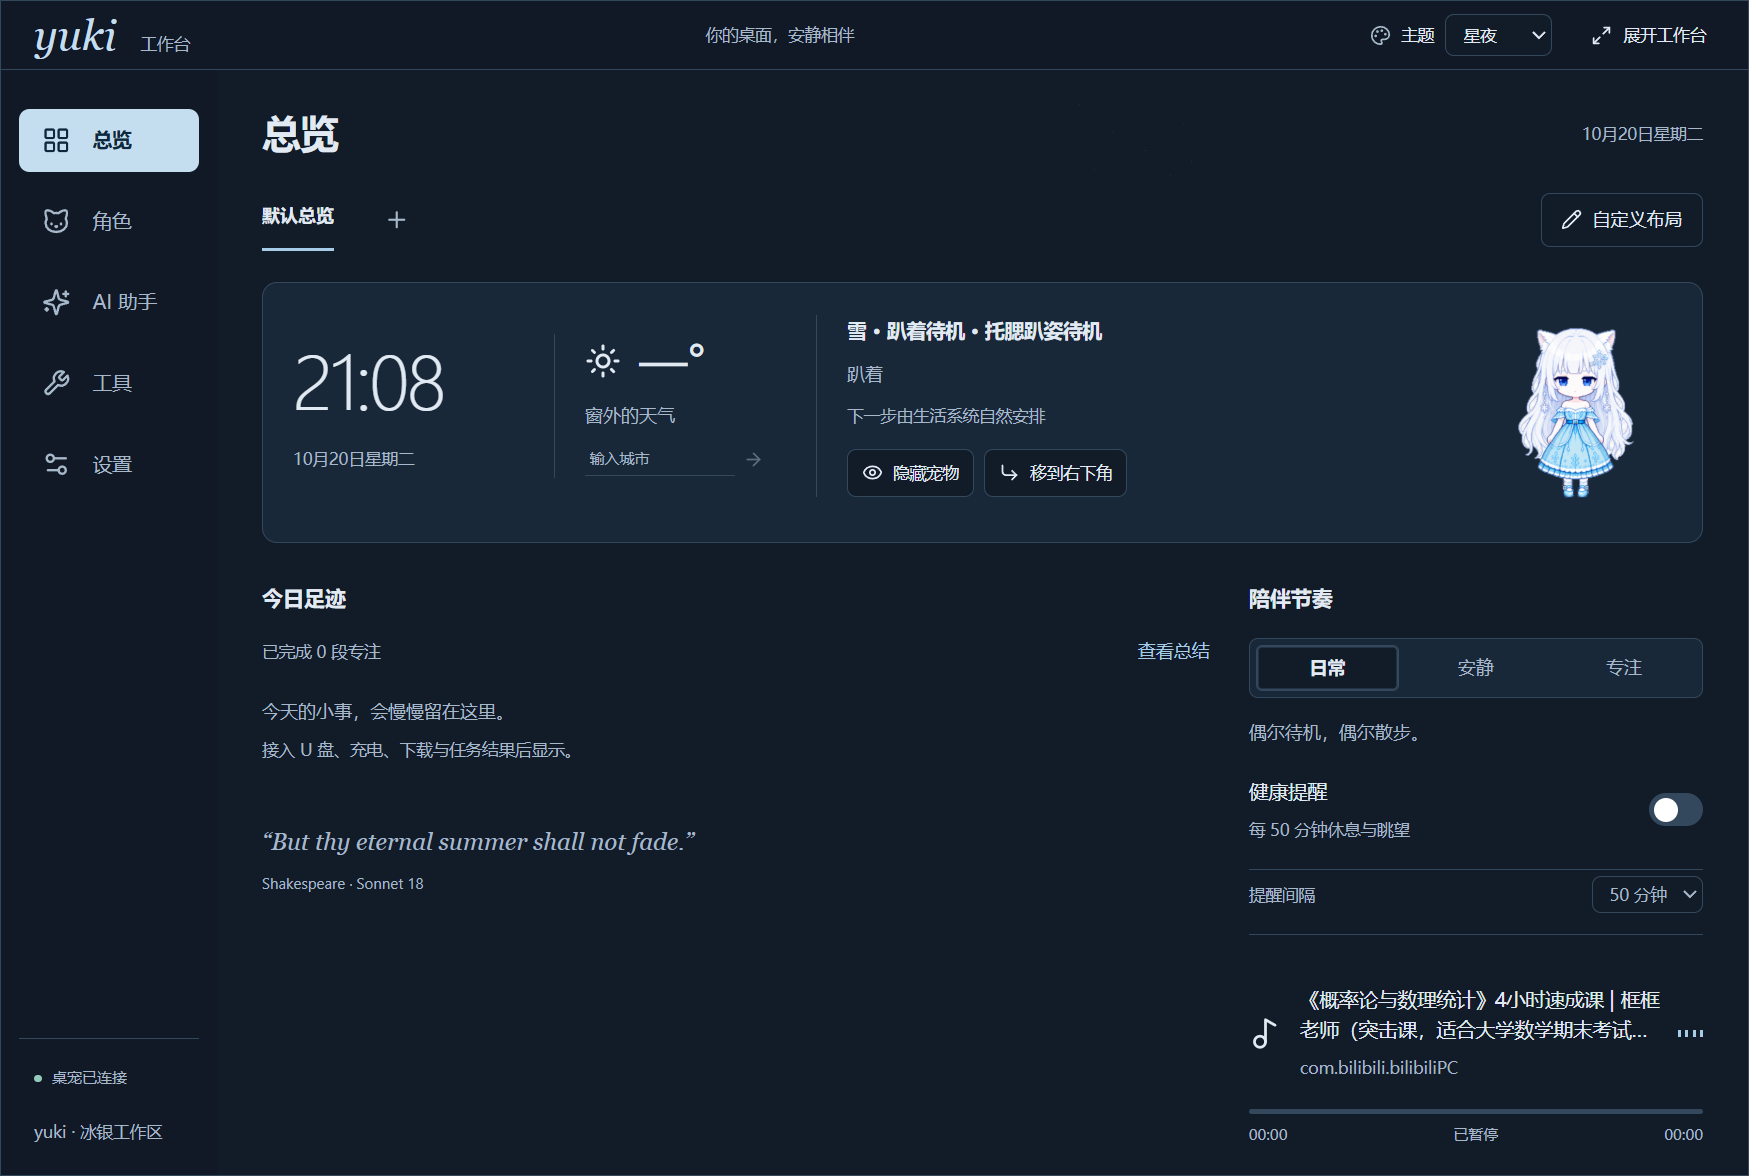 yuki 工作台
你的桌面，安静相伴
主题
星夜
展开工作台
总览
角色
AI 助手
工具
设置
桌宠已连接
yuki · 冰银工作区
总览
10月20日星期二
默认总览
+
自定义布局
21:08
10月20日星期二
—°
窗外的天气
输入城市
雪 • 趴着待机 • 托腮趴姿待机
趴着
下一步由生活系统自然安排
隐藏宠物
移到右下角
今日足迹
已完成 0 段专注
查看总结
今天的小事，会慢慢留在这里。
接入 U 盘、充电、下载与任务结果后显示。
“But thy eternal summer shall not fade.”
Shakespeare · Sonnet 18
陪伴节奏
日常
安静
专注
偶尔待机，偶尔散步。
健康提醒
每 50 分钟休息与眺望
提醒间隔
50 分钟
《概率论与数理统计》4小时速成课 | 框框
老师（突击课，适合大学数学期末考试...
com.bilibili.bilibiliPC
00:00
已暂停
00:00